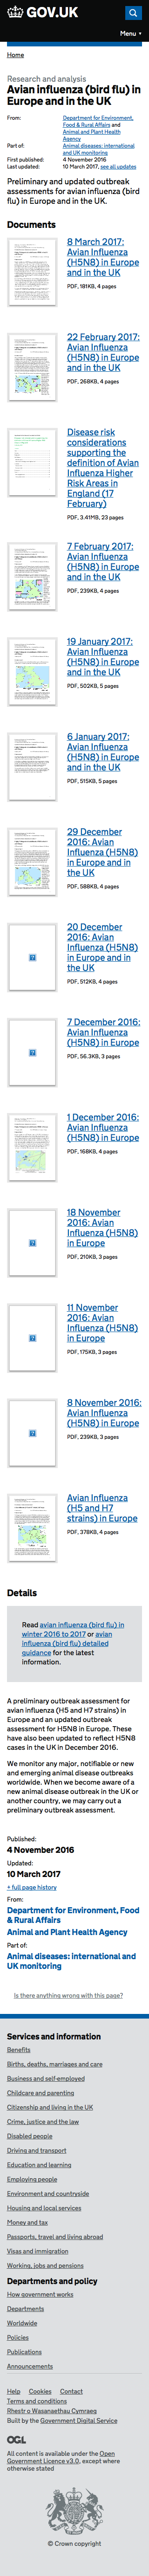 GOV.UK
Menu
Home
Research and analysis
Avian influenza (bird flu) in
Europe and in the UK
From:
Department for Environment,
Food & Rural Affairs and
Animal and Plant Health
Agency
Part of:
Animal diseases: international
and UK monitoring
First published:
4 November 2016
Last updated:
10 March 2017, see all updates
Preliminary and updated outbreak
assessments for avian influenza (avian
bird flu) in Europe and in the UK.
Documents
8 March 2017:
Avian Influenza
(H5N8) in Europe
and in the UK
PDF, 181KB, 4 pages
22 February 2017:
Avian Influenza
(H5N8) in Europe
and in the UK
PDF, 268KB, 4 pages
Disease risk
considerations
supporting the
definition of Avian
Influenza Higher
Risk Areas in
England (17
February)
PDF, 3.41MB, 23 pages
7 February 2017:
Avian Influenza
(H5N8) in Europe
and in the UK
PDF, 239KB, 4 pages
19 January 2017:
Avian Influenza
(H5N8) in Europe
and in the UK
PDF, 502KB, 5 pages
6 January 2017:
Avian Influenza
(H5N8) in Europe
and in the UK
PDF, 515KB, 5 pages
29 December
2016: Avian
Influenza (H5N8)
in Europe and in
the UK
PDF, 588KB, 4 pages
20 December
2016: Avian
Influenza (H5N8)
in Europe and in
the UK
PDF, 512KB, 4 pages
7 December 2016:
Avian Influenza
(H5N8) in Europe
PDF, 56.3KB, 3 pages
1 December 2016:
Avian Influenza
(H5N8) in Europe
PDF, 168KB, 4 pages
18 November
2016: Avian
Influenza (H5N8)
in Europe
PDF, 210KB, 3 pages
11 November
2016: Avian
Influenza (H5N8)
in Europe
PDF, 175KB, 3 pages
8 November 2016:
Avian Influenza
(H5N8) in Europe
PDF, 239KB, 3 pages
Avian Influenza
(H5 and H7
strains) in Europe
PDF, 378KB, 4 pages
Details
Read avian influenza (bird flu) in
winter 2016 to 2017 or avian
influenza (bird flu) detailed
guidance for the latest
information.
A preliminary outbreak assessment for
avian influenza (H5 and H7 strains) in
Europe and an updated outbreak
assessment for H5N8 in Europe. They
have also been updated to reflect H5N8
cases in the UK in December 2016.
We monitor any major, notifiable or new
and emerging animal disease outbreaks
worldwide. When we become aware of a
new animal disease outbreak in the UK or
another country, we may carry out a
preliminary outbreak assessment.
Published:
4 November 2016
Updated:
10 March 2017
+ full page history
From:
Department for Environment, Food
& Rural Affairs
Animal and Plant Health Agency
Part of:
Animal diseases: international and
UK monitoring
Is there anything wrong with this page?
Services and information
Benefits
Births, deaths, marriages and care
Business and self-employed
Childcare and parenting
Citizenship and living in the UK
Crime, justice and the law
Disabled people
Driving and transport
Education and learning
Employing people
Environment and countryside
Housing and local services
Money and tax
Passports, travel and living abroad
Visas and immigration
Working, jobs and pensions
Departments and policy
How government works
Departments
Worldwide
Policies
Publications
Announcements
Help Cookies Contact
Terms and conditions
Rhestr o Wasanaethau Cymraeg
Built by the Government Digital Service
OGL
All content is available under the Open
Government Licence v3.0, except where
otherwise stated
© Crown copyright